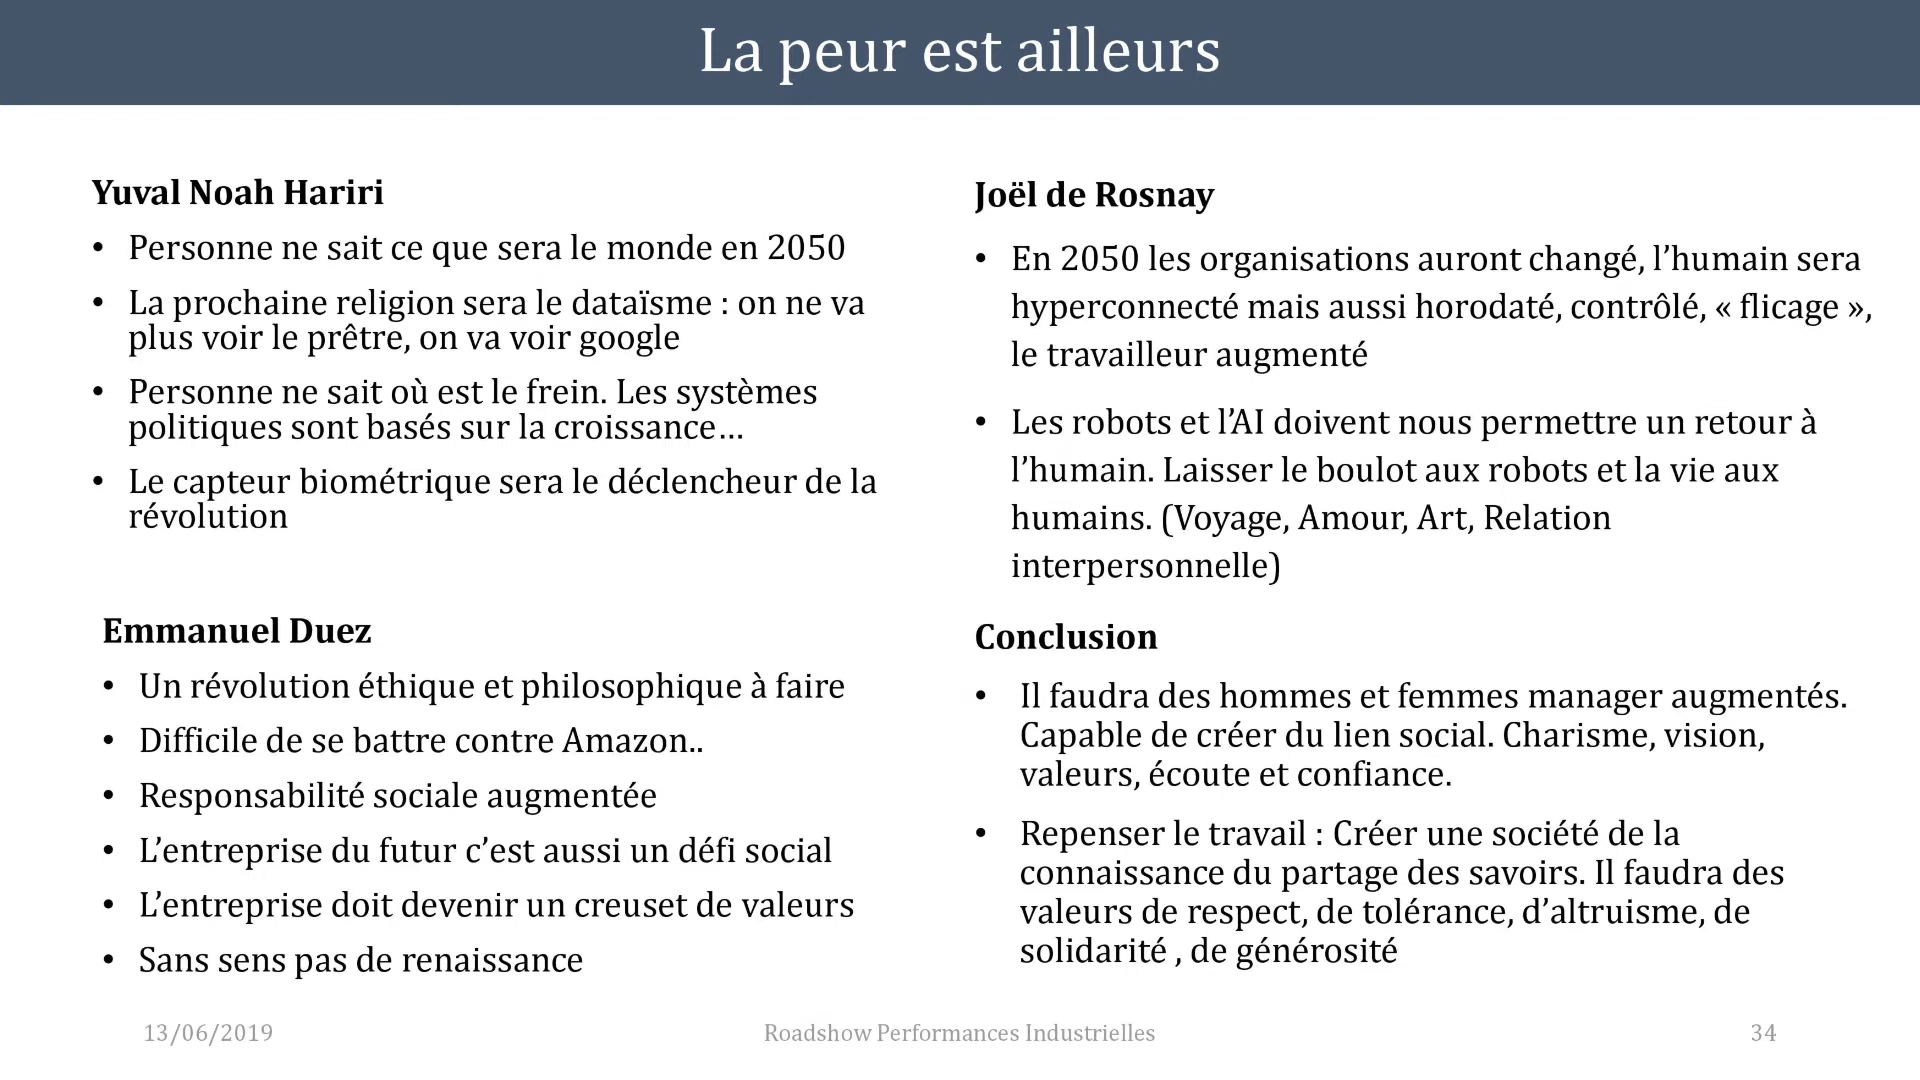 La peur est ailleurs
Yuval Noah Hariri
• Personne ne sait ce que sera le monde en 2050
• La prochaine religion sera le dataïsme : on ne va
plus voir le prêtre, on va voir google
• Personne ne sait où est le frein. Les systèmes
politiques sont basés sur la croissance…
• Le capteur biométrique sera le déclencheur de la
révolution
Emmanuel Duez
• Un révolution éthique et philosophique à faire
• Difficile de se battre contre Amazon..
• Responsabilité sociale augmentée
• L’entreprise du futur c’est aussi un défi social
• L’entreprise doit devenir un creuset de valeurs
• Sans sens pas de renaissance
Joël de Rosnay
• En 2050 les organisations auront changé, l’humain sera
hyperconnecté mais aussi horodaté, contrôlé, « flicage »,
le travailleur augmenté
• Les robots et l’AI doivent nous permettre un retour à
l’humain. Laisser le boulot aux robots et la vie aux
humains. (Voyage, Amour, Art, Relation
interpersonnelle)
Conclusion
• Il faudra des hommes et femmes manager augmentés.
Capable de créer du lien social. Charisme, vision,
valeurs, écoute et confiance.
• Repenser le travail : Créer une société de la
connaissance du partage des savoirs. Il faudra des
valeurs de respect, de tolérance, d’altruisme, de
solidarité , de générosité
13/06/2019
Roadshow Performances Industrielles
34